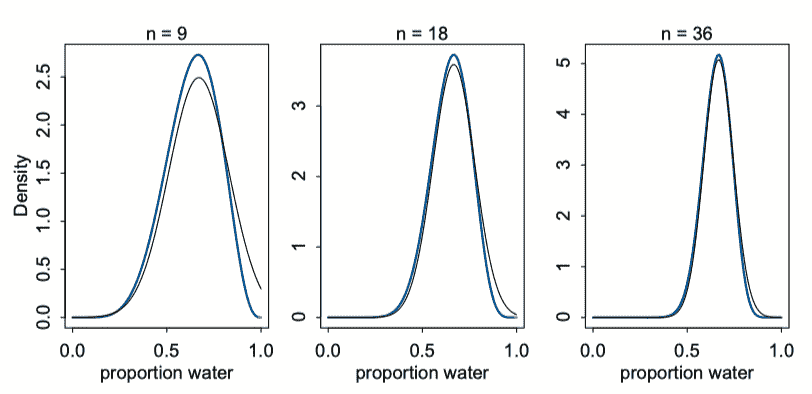 n = 9
n = 18
n = 36
Density
0.0 0.5 1.0 1.5 2.0 2.5
0 1 2 3
0 1 2 3 4 5
0.0 0.5 1.0
0.0 0.5 1.0
0.0 0.5 1.0
proportion water
proportion water
proportion water